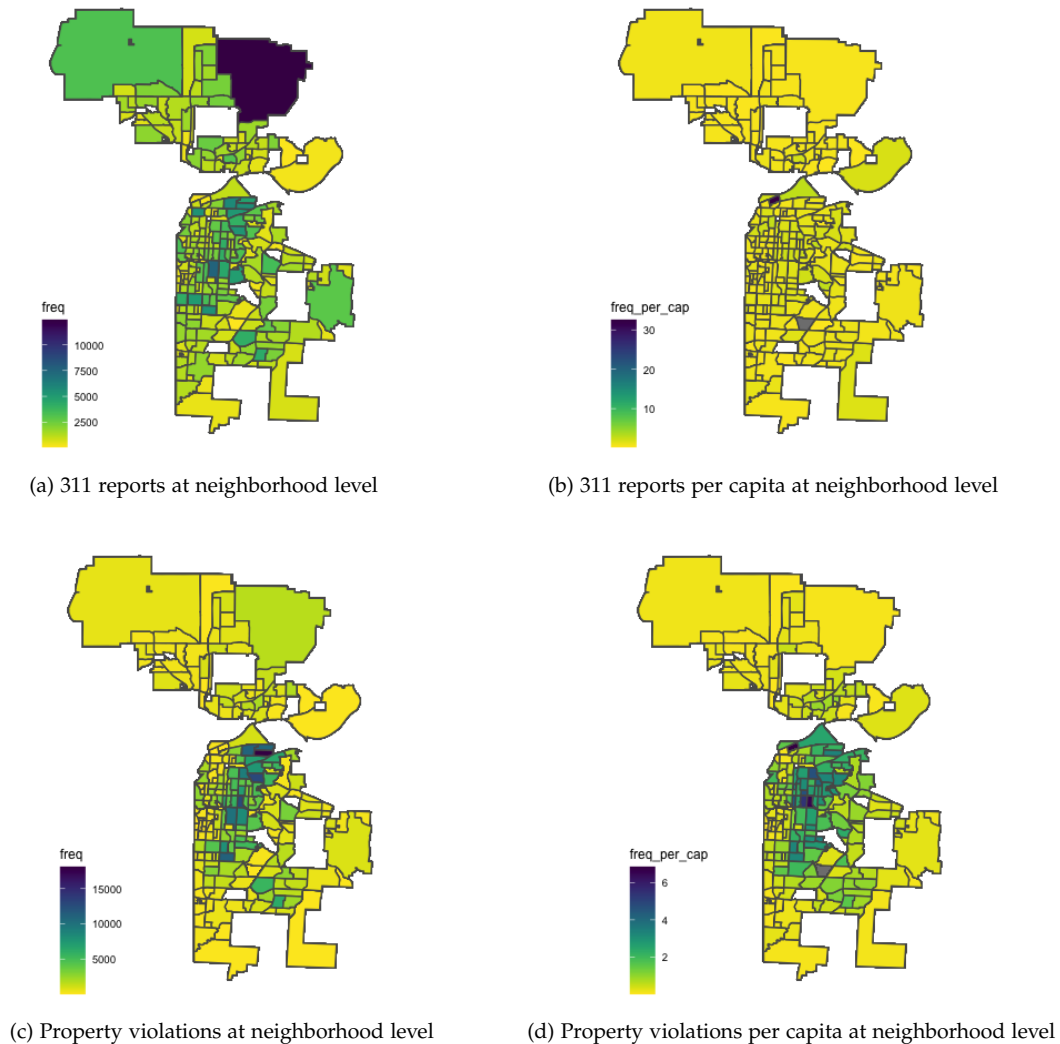 freq
10000
7500
5000
2500
(a) 311 reports at neighborhood level
freq_per_cap
30
20
10
(b) 311 reports per capita at neighborhood level
freq
15000
10000
5000
(c) Property violations at neighborhood level
freq_per_cap
6
4
2
(d) Property violations per capita at neighborhood level